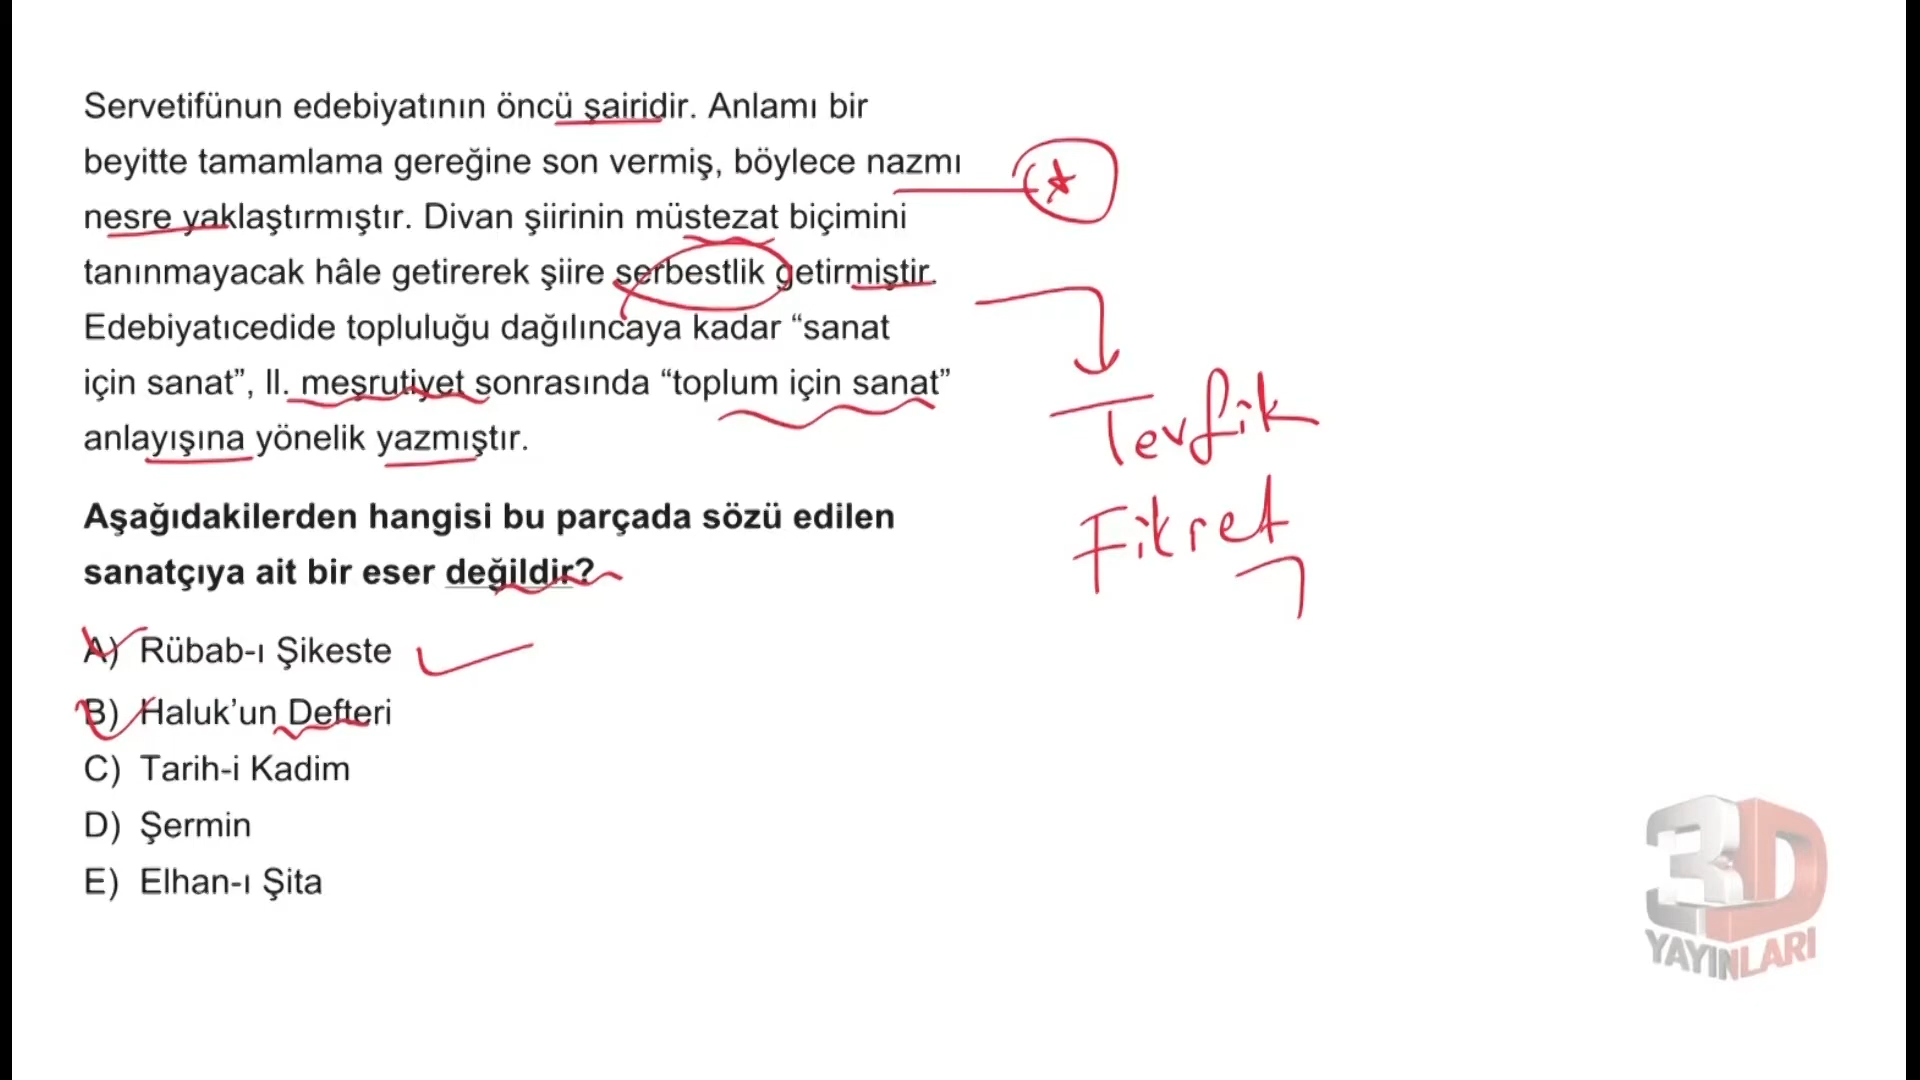 Servetifünun edebiyatının öncü şairidir. Anlamı bir
beyitte tamamlama gereğine son vermiş, böylece nazmı
nesre yaklaştırmıştır. Divan şiirinin müstezat biçimini
tanınmayacak hâle getirerek şiire serbestlik getirmiştir.
Edebiyatıcedide topluluğu dağılıncaya kadar “sanat
için sanat”, II. meşrutiyet sonrasında “toplum için sanat”
anlayışına yönelik yazmıştır.
Tevfik
Fikret
Aşağıdakilerden hangisi bu parçada sözü edilen
sanatçıya ait bir eser değildir?
A) Rübab-ı Şikeste
B) Haluk’un Defteri
C) Tarih-i Kadim
D) Şermin
E) Elhan-ı Şita
3D
YAYINLARI